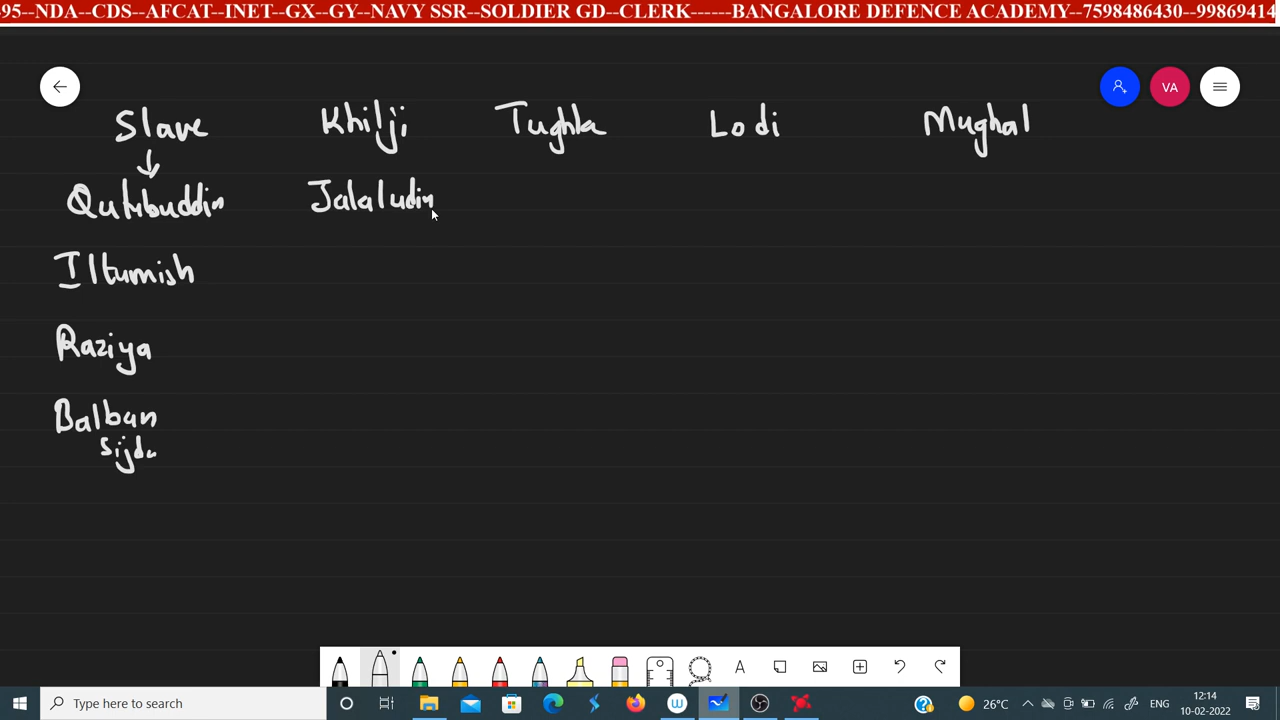 95--NDA--CDS--AFCAT--INET--GX--GY--NAVY SSR--SOLDIER GD--CLERK------BANGALORE DEFENCE ACADEMY--7598486430--99869414
VA
Slave Khilji Tughla Lodi Mughal
Qutubuddin Jalaludin
Iltumish
Raziya
Balban
Sijda
A
Type here to search
W
26°C
ENG
12:14
10-02-2022